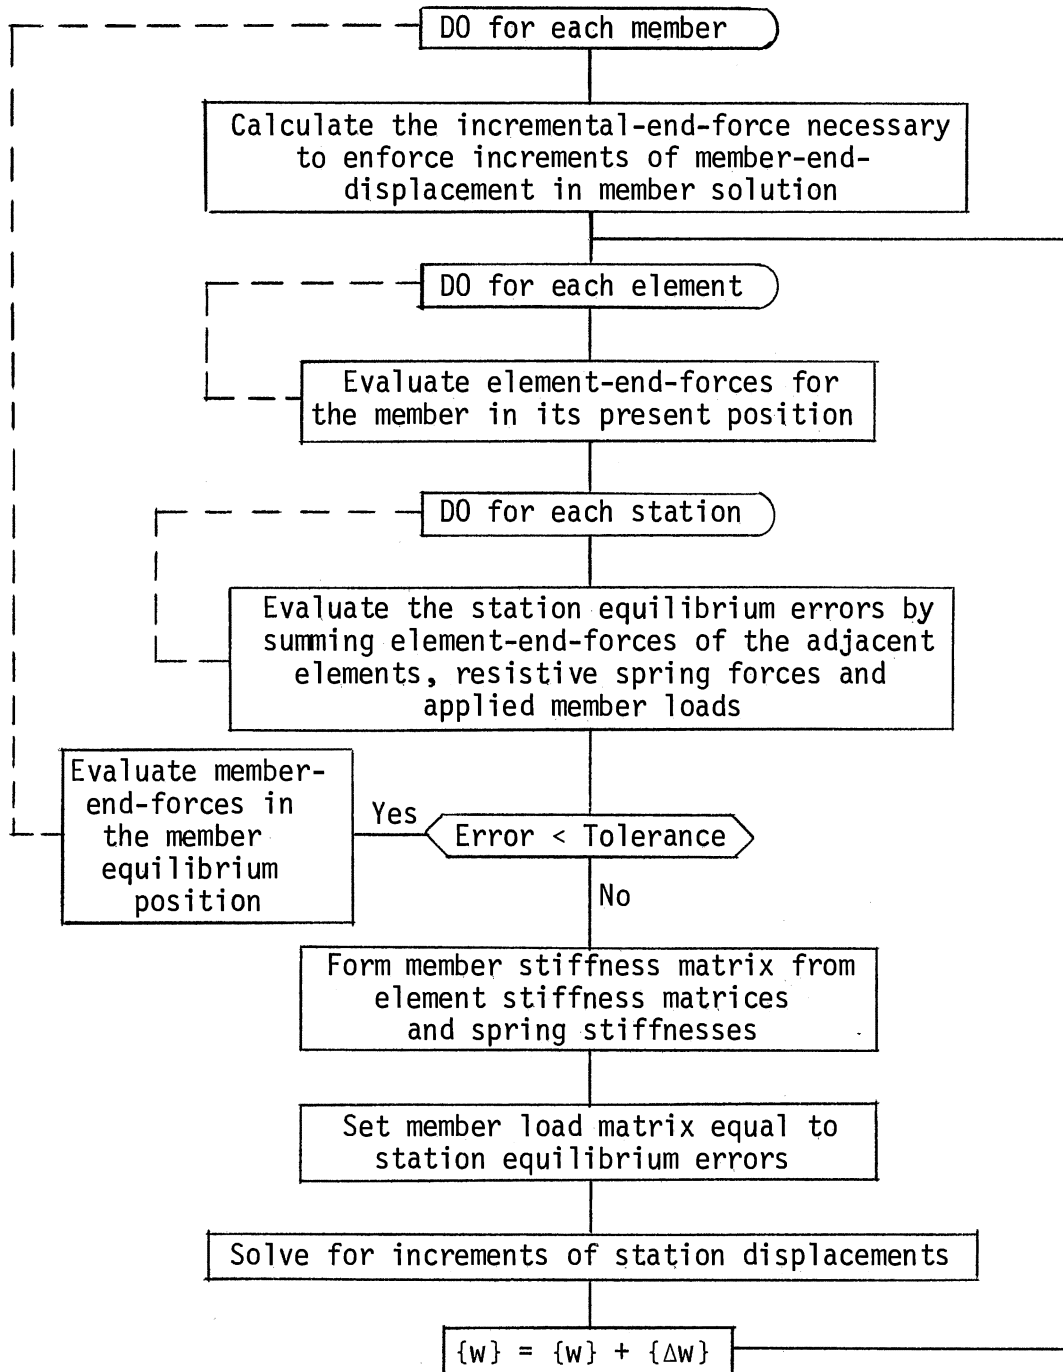 DO for each member
Calculate the incremental-end-force necessary
to enforce increments of member-end-
displacement in member solution
DO for each element
Evaluate element-end-forces for
the member in its present position
DO for each station
Evaluate the station equilibrium errors by
summing element-end-forces of the adjacent
elements, resistive spring forces and
applied member loads
Evaluate member-
end-forces in
the member
equilibrium
position
Yes
Error < Tolerance
No
Form member stiffness matrix from
element stiffness matrices
and spring stiffnesses
Set member load matrix equal to
station equilibrium errors
Solve for increments of station displacements
{w} = {w} + {Δw}